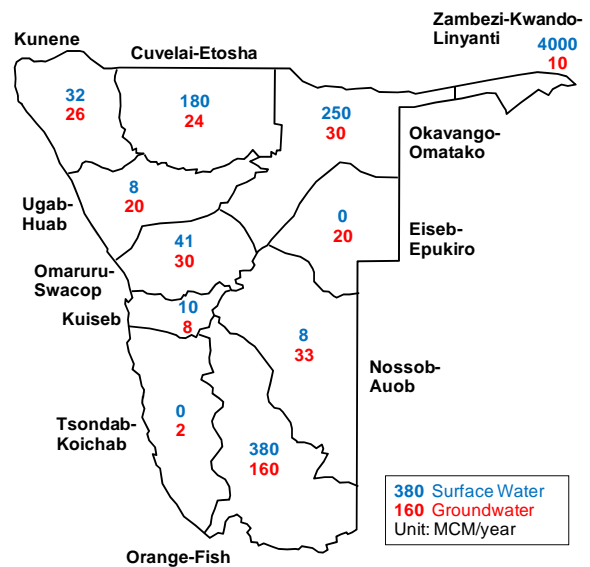 Zambezi-Kwando-
Linyanti
4000
10
Kunene
Cuvelai-Etosha
32
26
180
24
250
30
Okavango-
Omatako
8
20
Ugab-
Huab
0
20
Eiseb-
Epukiro
41
30
Omaruru-
Swacop
10
8
Kuiseb
8
33
Nossob-
Auob
0
2
Tsondab-
Koichab
380
160
380 Surface Water
160 Groundwater
Unit: MCM/year
Orange-Fish